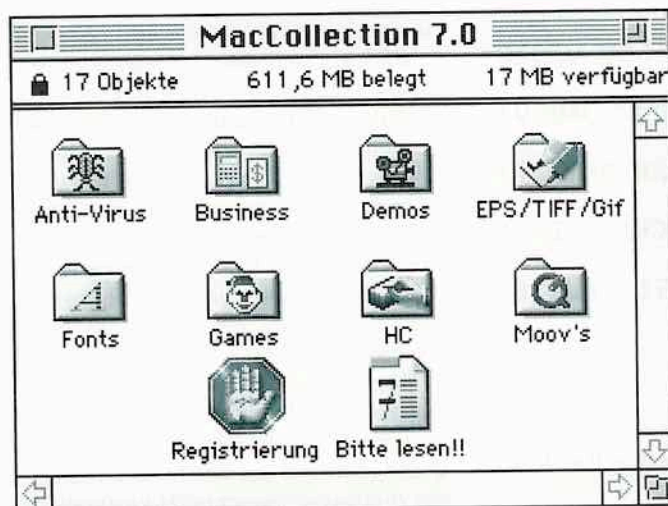 MacCollection 7.0
17 Objekte 611,6 MB belegt 17 MB verfügbar
Anti-Virus Business Demos EPS/TIFF/Gif
Fonts Games HC Moov's
Registrierung Bitte lesen!!